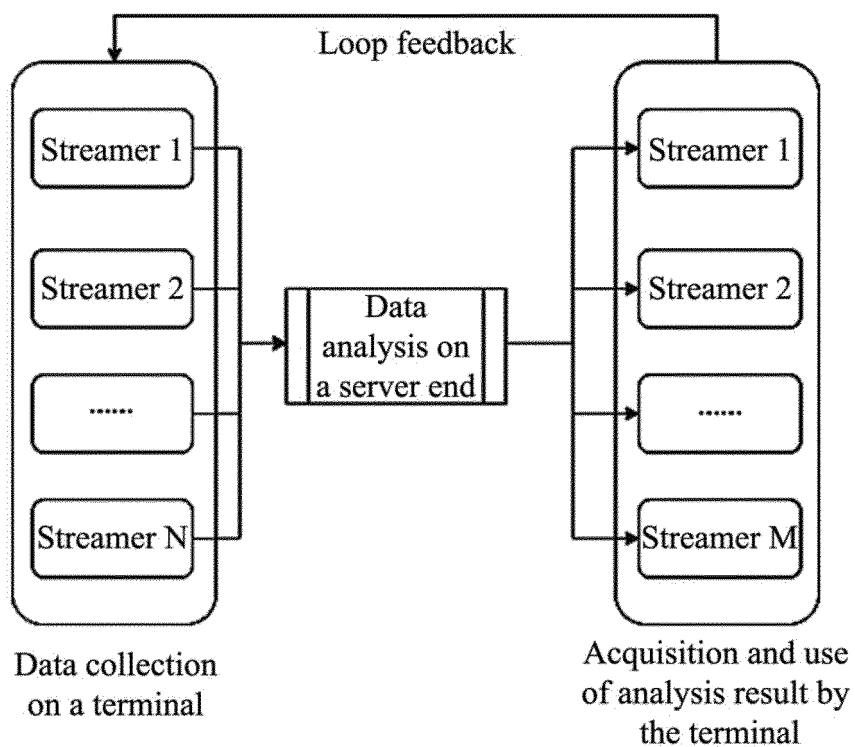 Loop feedback
Streamer 1
Streamer 2
......
Streamer N
Data collection
on a terminal
Data
analysis on
a server end
Streamer 1
Streamer 2
......
Streamer M
Acquisition and use
of analysis result by
the terminal